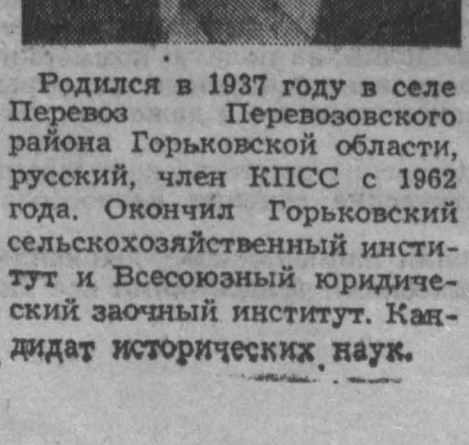 Родился в 1937 году в селе
Перевоз Перевозовского
района Горьковской области,
русский, член КПСС с 1962
года. Окончил Горьковский
сельскохозяйственный инсти-
тут и Всесоюзный юридиче-
ский заочный институт. Кан-
дидат исторических наук.